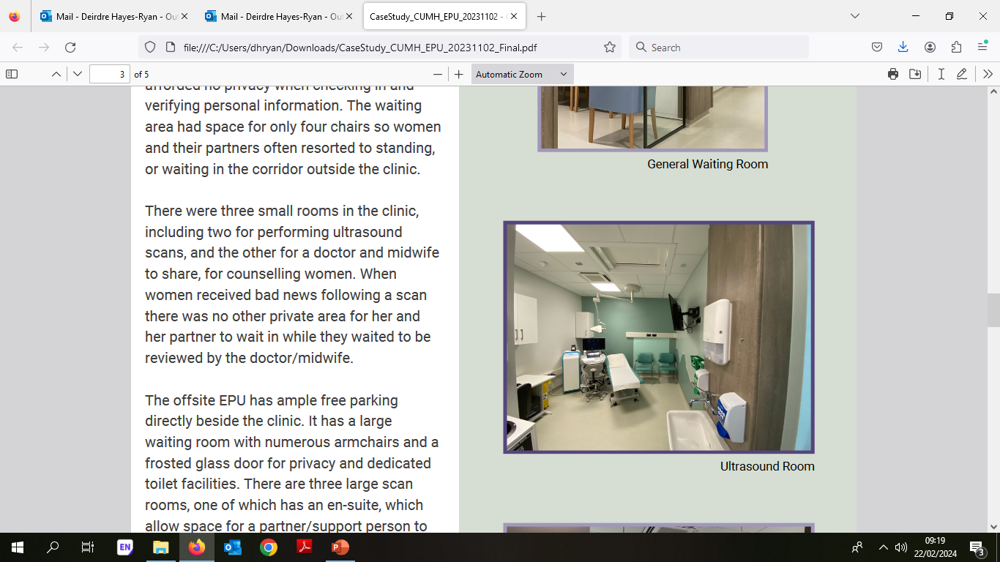 Mail - Deirdre Hayes-Ryan - Out
Mail - Deirdre Hayes-Ryan - Out
CaseStudy_CUMH_EPU_20231102 -
file:///C:/Users/dhryan/Downloads/CaseStudy_CUMH_EPU_20231102_Final.pdf
Search
3 of 5
Automatic Zoom
afforded no privacy when checking in and
verifying personal information. The waiting
area had space for only four chairs so women
and their partners often resorted to standing,
or waiting in the corridor outside the clinic.
There were three small rooms in the clinic,
including two for performing ultrasound
scans, and the other for a doctor and midwife
to share, for counselling women. When
women received bad news following a scan
there was no other private area for her and
her partner to wait in while they waited to be
reviewed by the doctor/midwife.
The offsite EPU has ample free parking
directly beside the clinic. It has a large
waiting room with numerous armchairs and a
frosted glass door for privacy and dedicated
toilet facilities. There are three large scan
rooms, one of which has an en-suite, which
allow space for a partner/support person to
General Waiting Room
Ultrasound Room
EN
09:19
22/02/2024
3